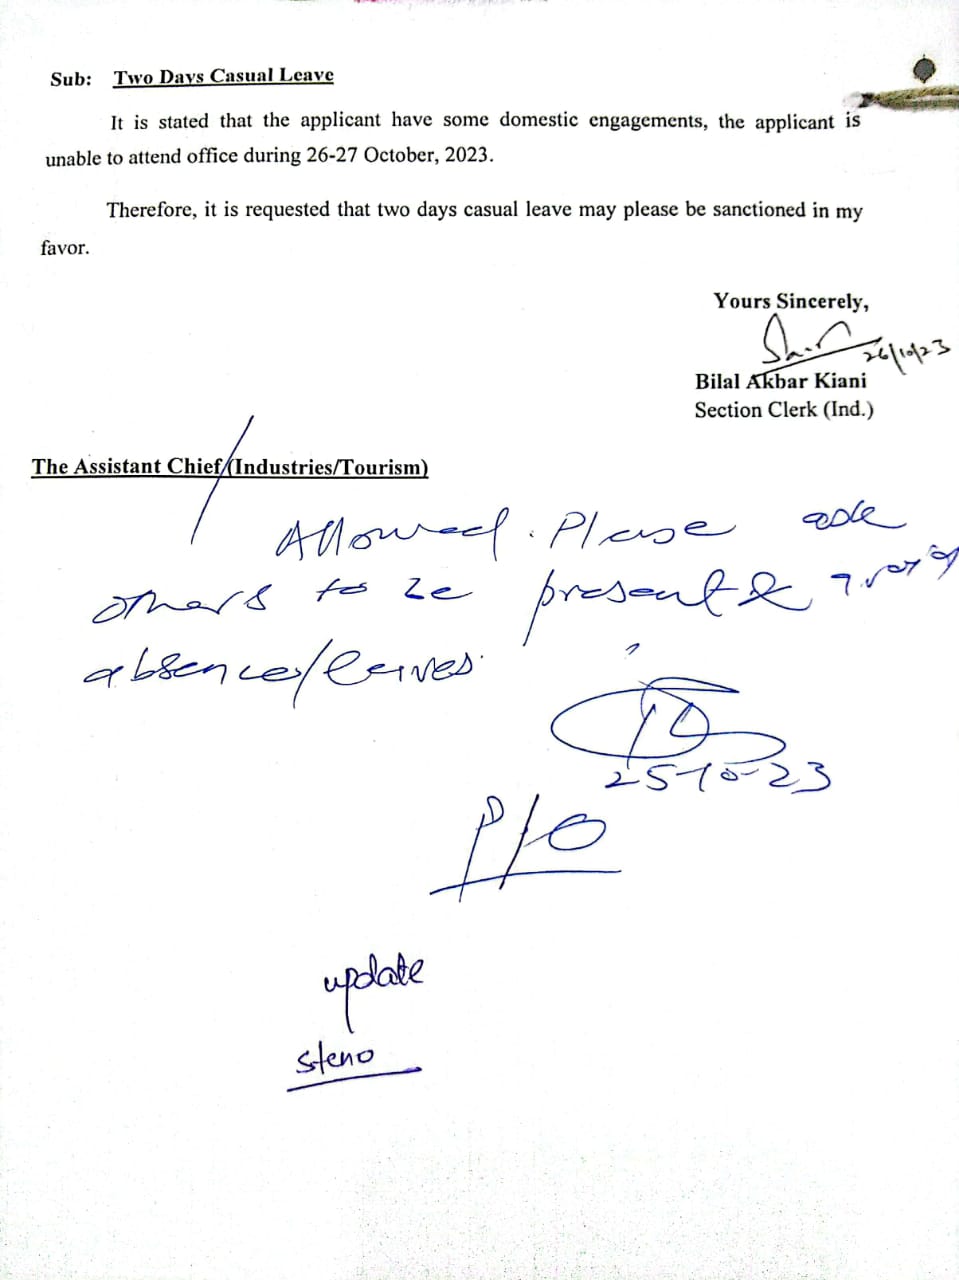 Sub: Two Days Casual Leave
It is stated that the applicant have some domestic engagements, the applicant is
unable to attend office during 26-27 October, 2023.
Therefore, it is requested that two days casual leave may please be sanctioned in my
favor.
Yours Sincerely,
26/10/23
Bilal Akbar Kiani
Section Clerk (Ind.)
The Assistant Chief (Industries/Tourism)
Allowed. Please ask
others to be present & avoid
absence/leaves.
25-10-23
P/O
update
steno